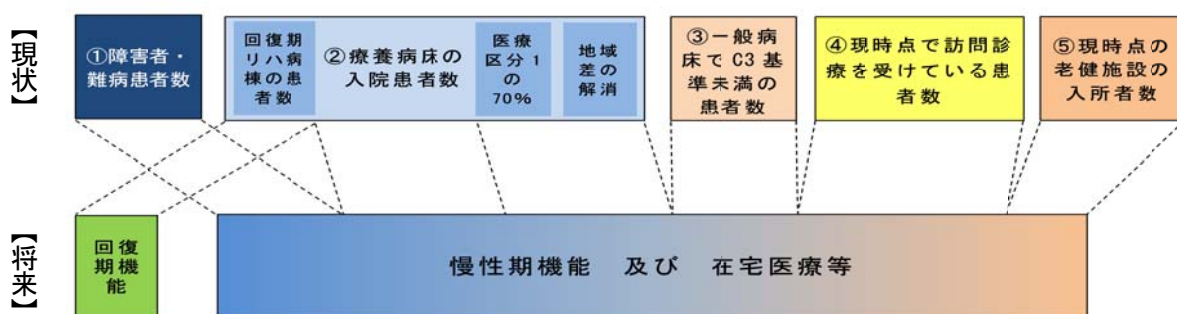 【現状】
①障害者・
難病患者数
回復期
リハ病
棟の患
者数
②療養病床の
入院患者数
医療
区分1
の
70%
地域
差の
解消
③一般病
床でC3基
準未満の
患者数
④現時点で訪問診
療を受けている患
者数
⑤現時点の
老健施設の
入所者数
【将来】
回復
期機
能
慢性期機能 及び 在宅医療等